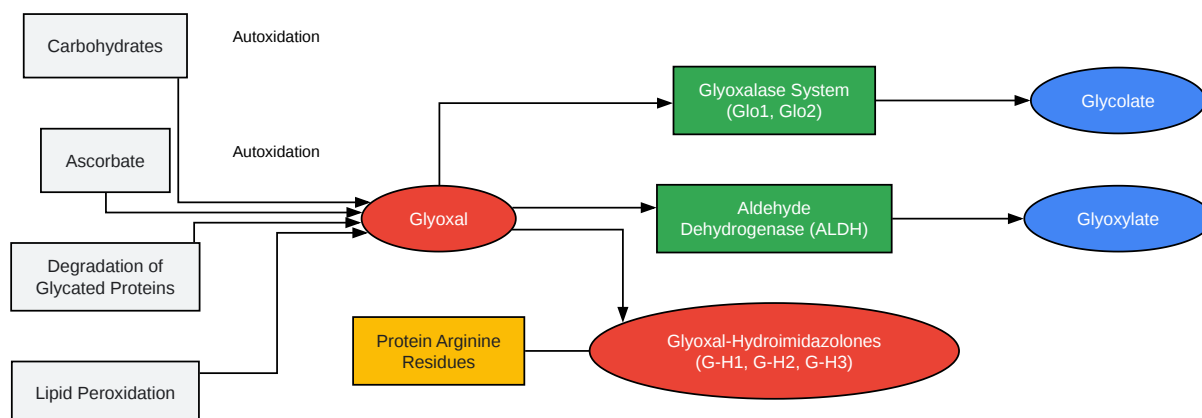 Carbohydrates
Autoxidation
Ascorbate
Autoxidation
Degradation of
Glycated Proteins
Lipid Peroxidation
Glyoxal
Glyoxalase System
(Glo1, Glo2)
Glycolate
Aldehyde
Dehydrogenase (ALDH)
Glyoxylate
Protein Arginine
Residues
Glyoxal-Hydroimidazolones
(G-H1, G-H2, G-H3)